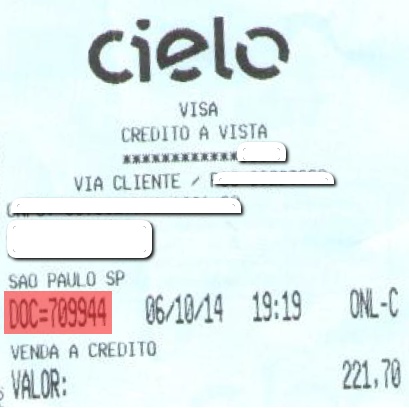 cielo
VISA
CREDITO A VISTA
************
VIA CLIENTE /
SAO PAULO SP
DOC=709944 06/10/14 19:19 ONL-C
VENDA A CREDITO
VALOR: 221,70